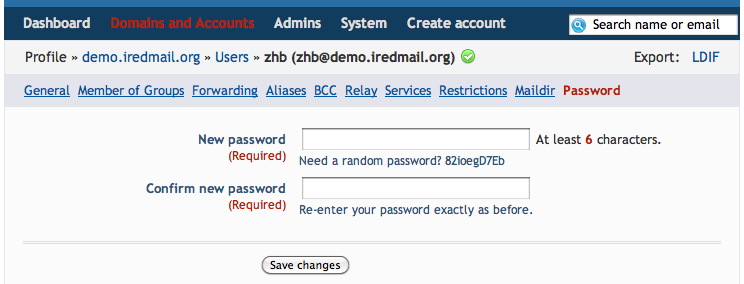 Dashboard Domains and Accounts Admins System Create account Search name or email
Profile » demo.iredmail.org » Users » zhb (zhb@demo.iredmail.org) Export: LDIF
General Member of Groups Forwarding Aliases BCC Relay Services Restrictions Maildir Password
New password At least 6 characters.
(Required) Need a random password? 82ioegD7Eb
Confirm new password
(Required) Re-enter your password exactly as before.
Save changes